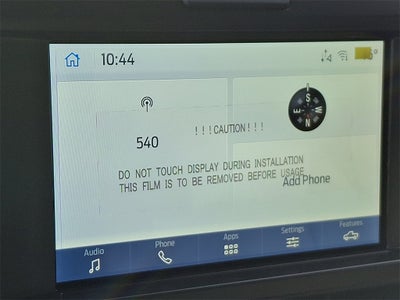 10:44
540
!!!CAUTION!!!
S
E
W
N
DO NOT TOUCH DISPLAY DURING INSTALLATION
THIS FILM IS TO BE REMOVED BEFORE USAGE
Add Phone
Audio
Phone
Apps
Settings
Features